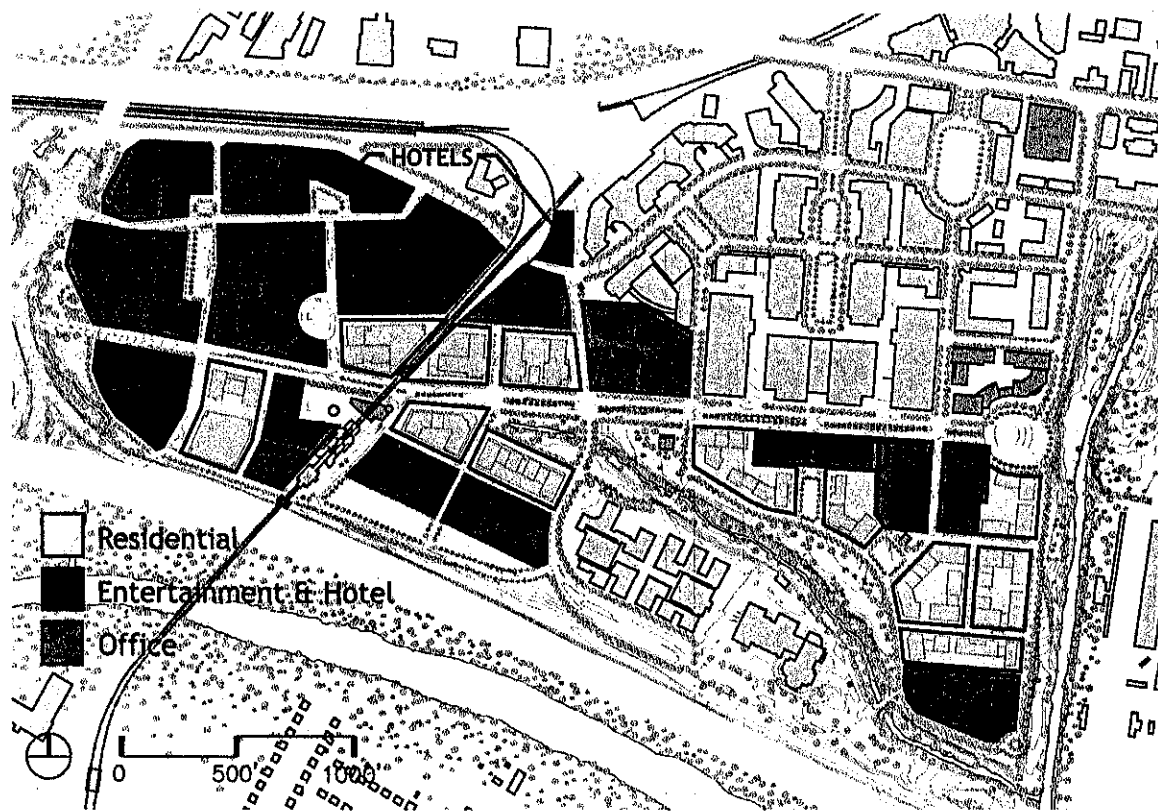 HOTELS
Residential
Entertainment & Hotel
Office
0 500' 1000'